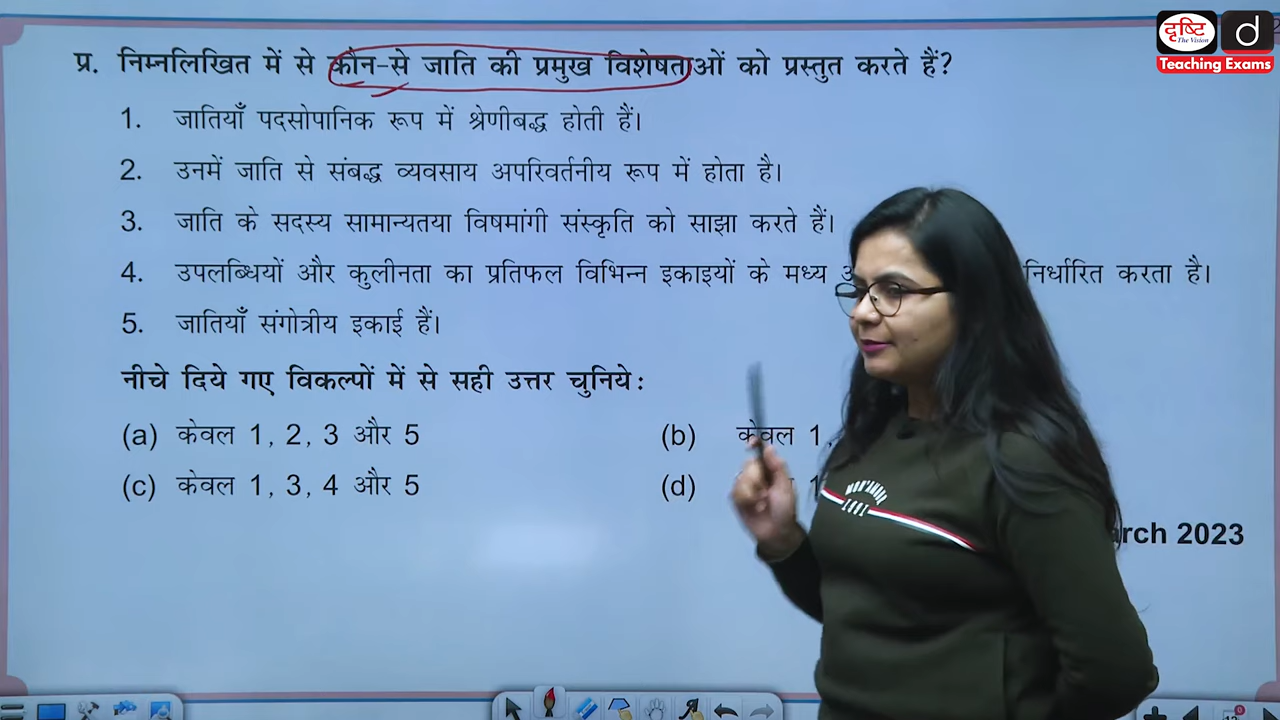 दृष्टि
The Vision
d
Teaching Exams
प्र. निम्नलिखित में से कौन-से जाति की प्रमुख विशेषताओं को प्रस्तुत करते हैं?
1. जातियाँ पदसोपानिक रूप में श्रेणीबद्ध होती हैं।
2. उनमें जाति से संबद्ध व्यवसाय अपरिवर्तनीय रूप में होता है।
3. जाति के सदस्य सामान्यतया विषमांगी संस्कृति को साझा करते हैं।
4. उपलब्धियों और कुलीनता का प्रतिफल विभिन्न इकाइयों के मध्य निर्धारित करता है।
5. जातियाँ संगोत्रीय इकाई हैं।
नीचे दिये गए विकल्पों में से सही उत्तर चुनिये:
(a) केवल 1, 2, 3 और 5 (b) केवल 1,
(c) केवल 1, 3, 4 और 5 (d) 1
2023